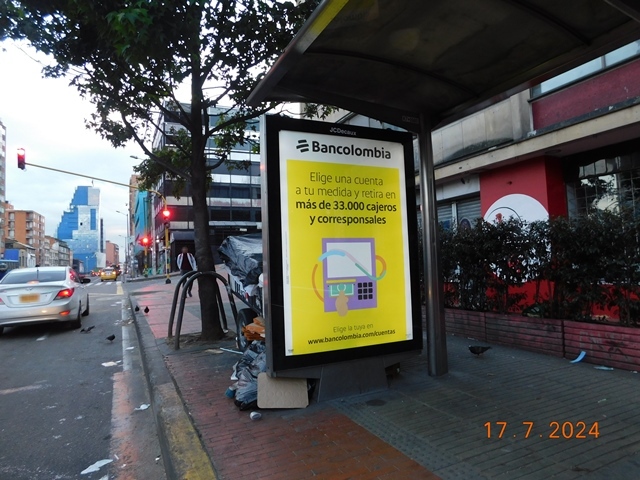 JCDecaux
Bancolombia
Elige una cuenta
a tu medida y retira en
más de 33.000 cajeros
y corresponsales
Elige la tuya en
www.bancolombia.com/cuentas
17.7.2024